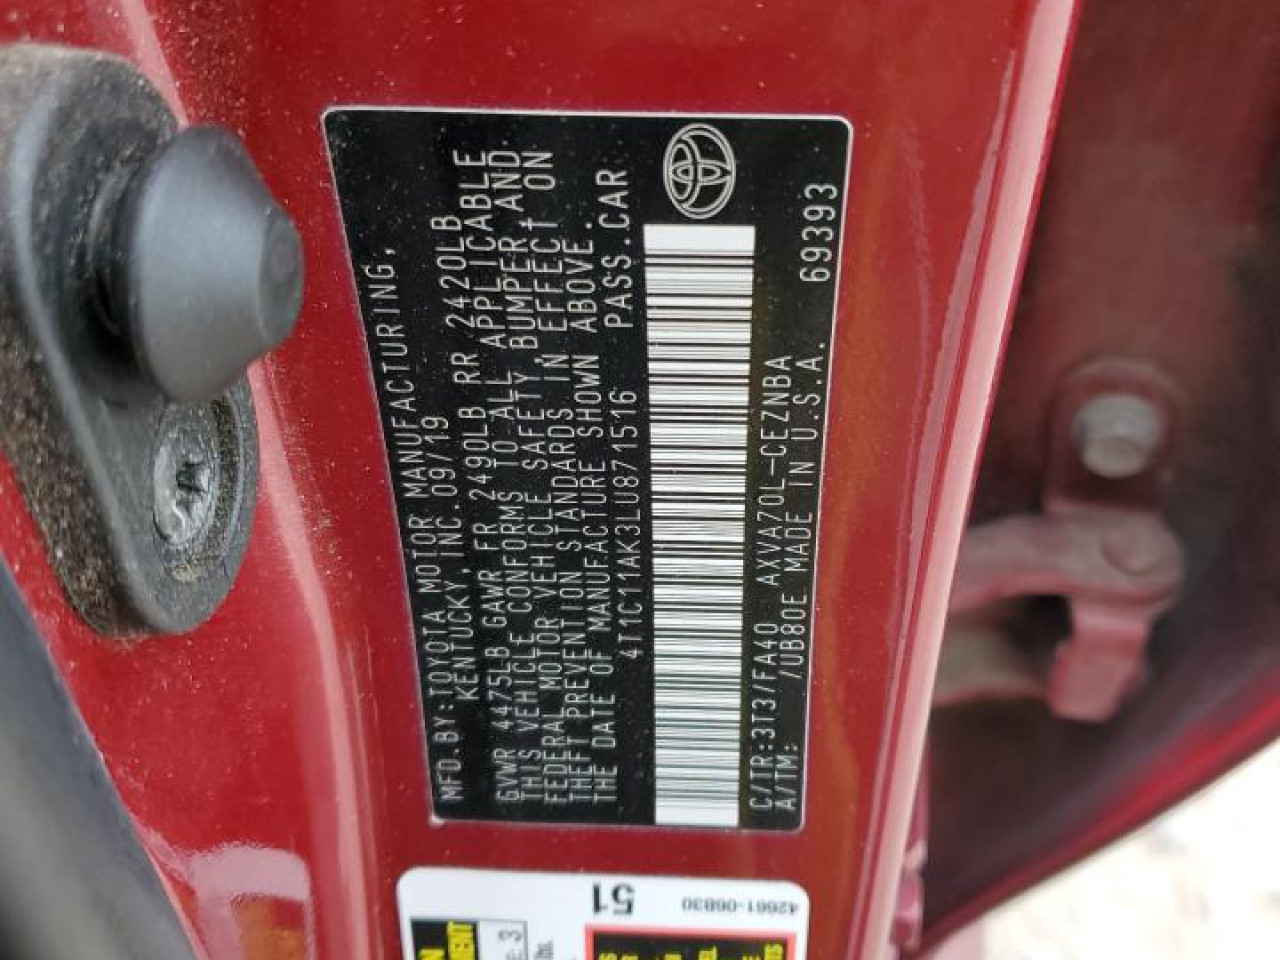 MFD.BY:TOYOTA MOTOR MANUFACTURING,
KENTUCKY, INC. 09/19
GVWR 4475LB GAWR FR 2490LB RR 2420LB
THIS VEHICLE CONFORMS TO ALL APPLICABLE
FEDERAL MOTOR VEHICLE SAFETY, BUMPER, AND
THEFT PREVENTION STANDARDS IN EFFECT ON
THE DATE OF MANUFACTURE SHOWN ABOVE.
4T1C11AK3LU871516 PASS.CAR
C/TR:3T3/FA40 AXVA70L-CEZNBA
A/TM: /UB80E MADE IN U.S.A. 69393
51
42661-06B30